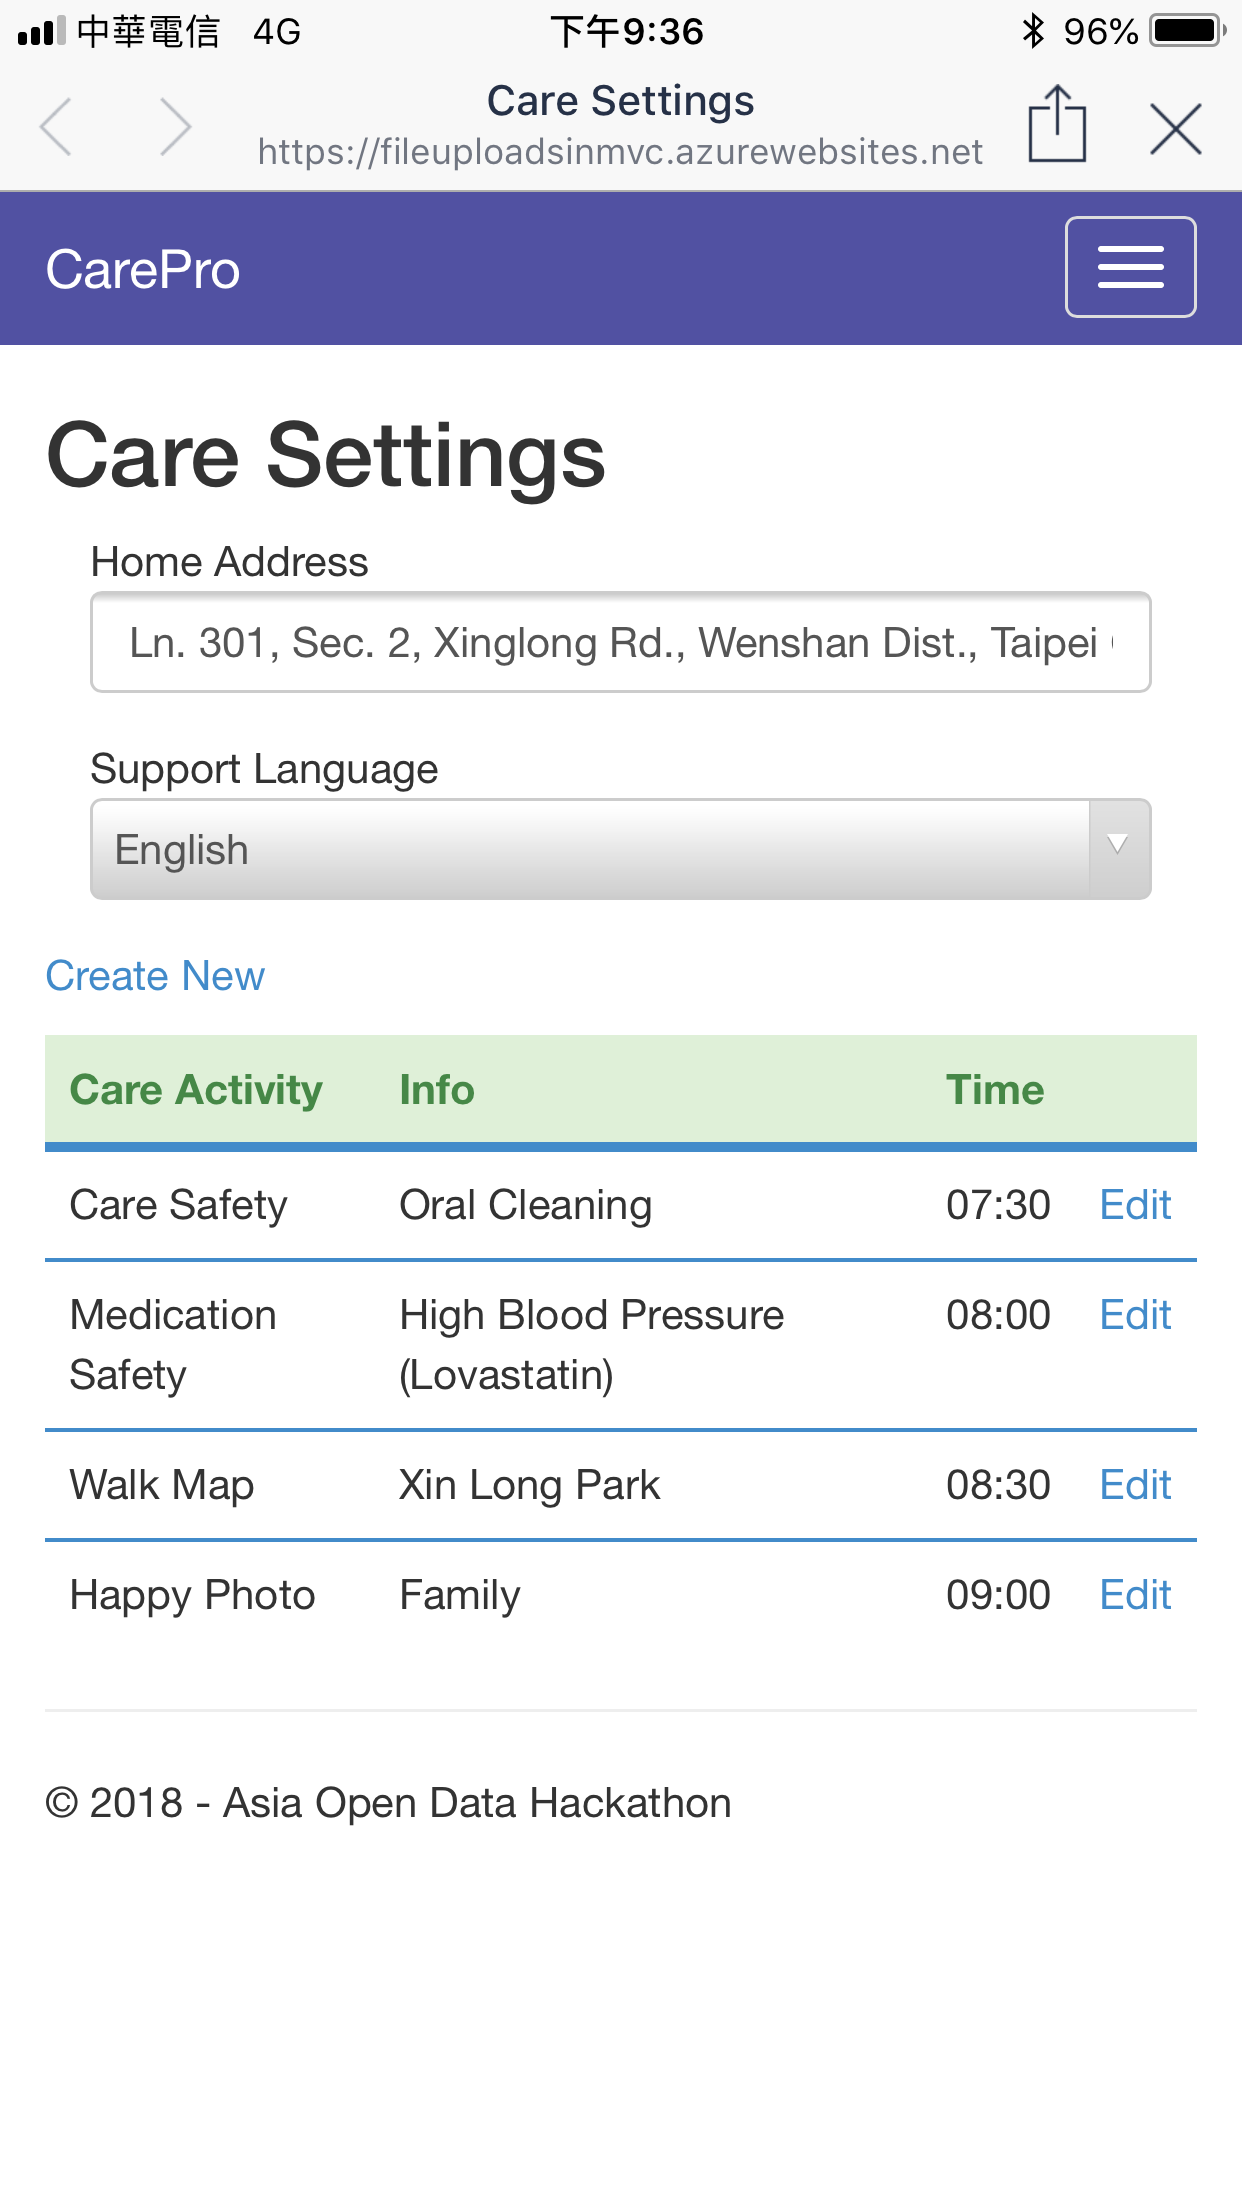 中華電信 4G 下午9:36 96%
Care Settings
https://fileuploadsinmvc.azurewebsites.net
CarePro
Care Settings
Home Address
Ln. 301, Sec. 2, Xinglong Rd., Wenshan Dist., Taipei
Support Language
English
Create New
Care Activity Info Time
Care Safety Oral Cleaning 07:30 Edit
Medication High Blood Pressure 08:00 Edit
Safety (Lovastatin)
Walk Map Xin Long Park 08:30 Edit
Happy Photo Family 09:00 Edit
© 2018 - Asia Open Data Hackathon